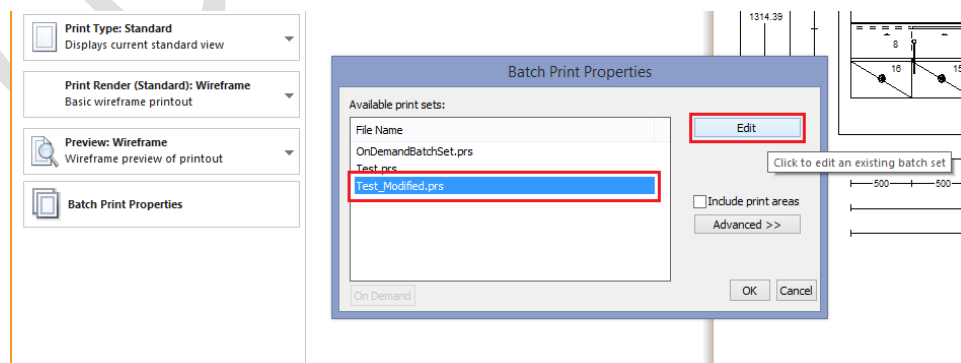 Print Type: Standard
Displays current standard view
Print Render (Standard): Wireframe
Basic wireframe printout
Preview: Wireframe
Wireframe preview of printout
Batch Print Properties
Batch Print Properties
Available print sets:
File Name
OnDemandBatchSet.prs
Test.prs
Test_Modified.prs
Edit
Click to edit an existing batch set
Include print areas
Advanced >>
On Demand
OK
Cancel
1314.39
8
16
15
500
500